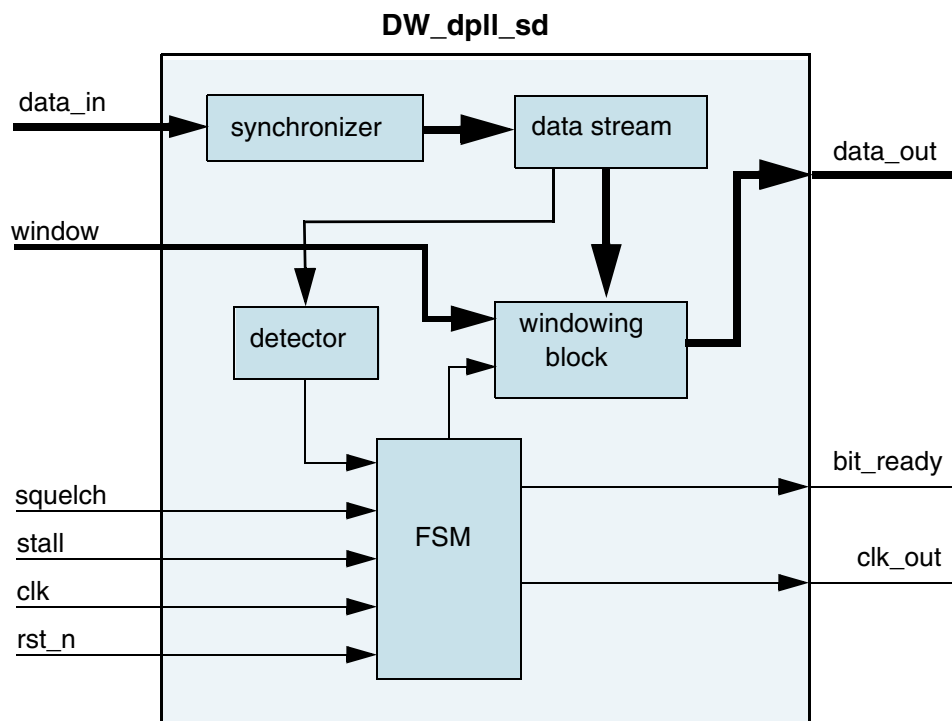 DW_dpll_sd
data_in
synchronizer
data stream
data_out
window
detector
windowing
block
squelch
stall
clk
rst_n
FSM
bit_ready
clk_out